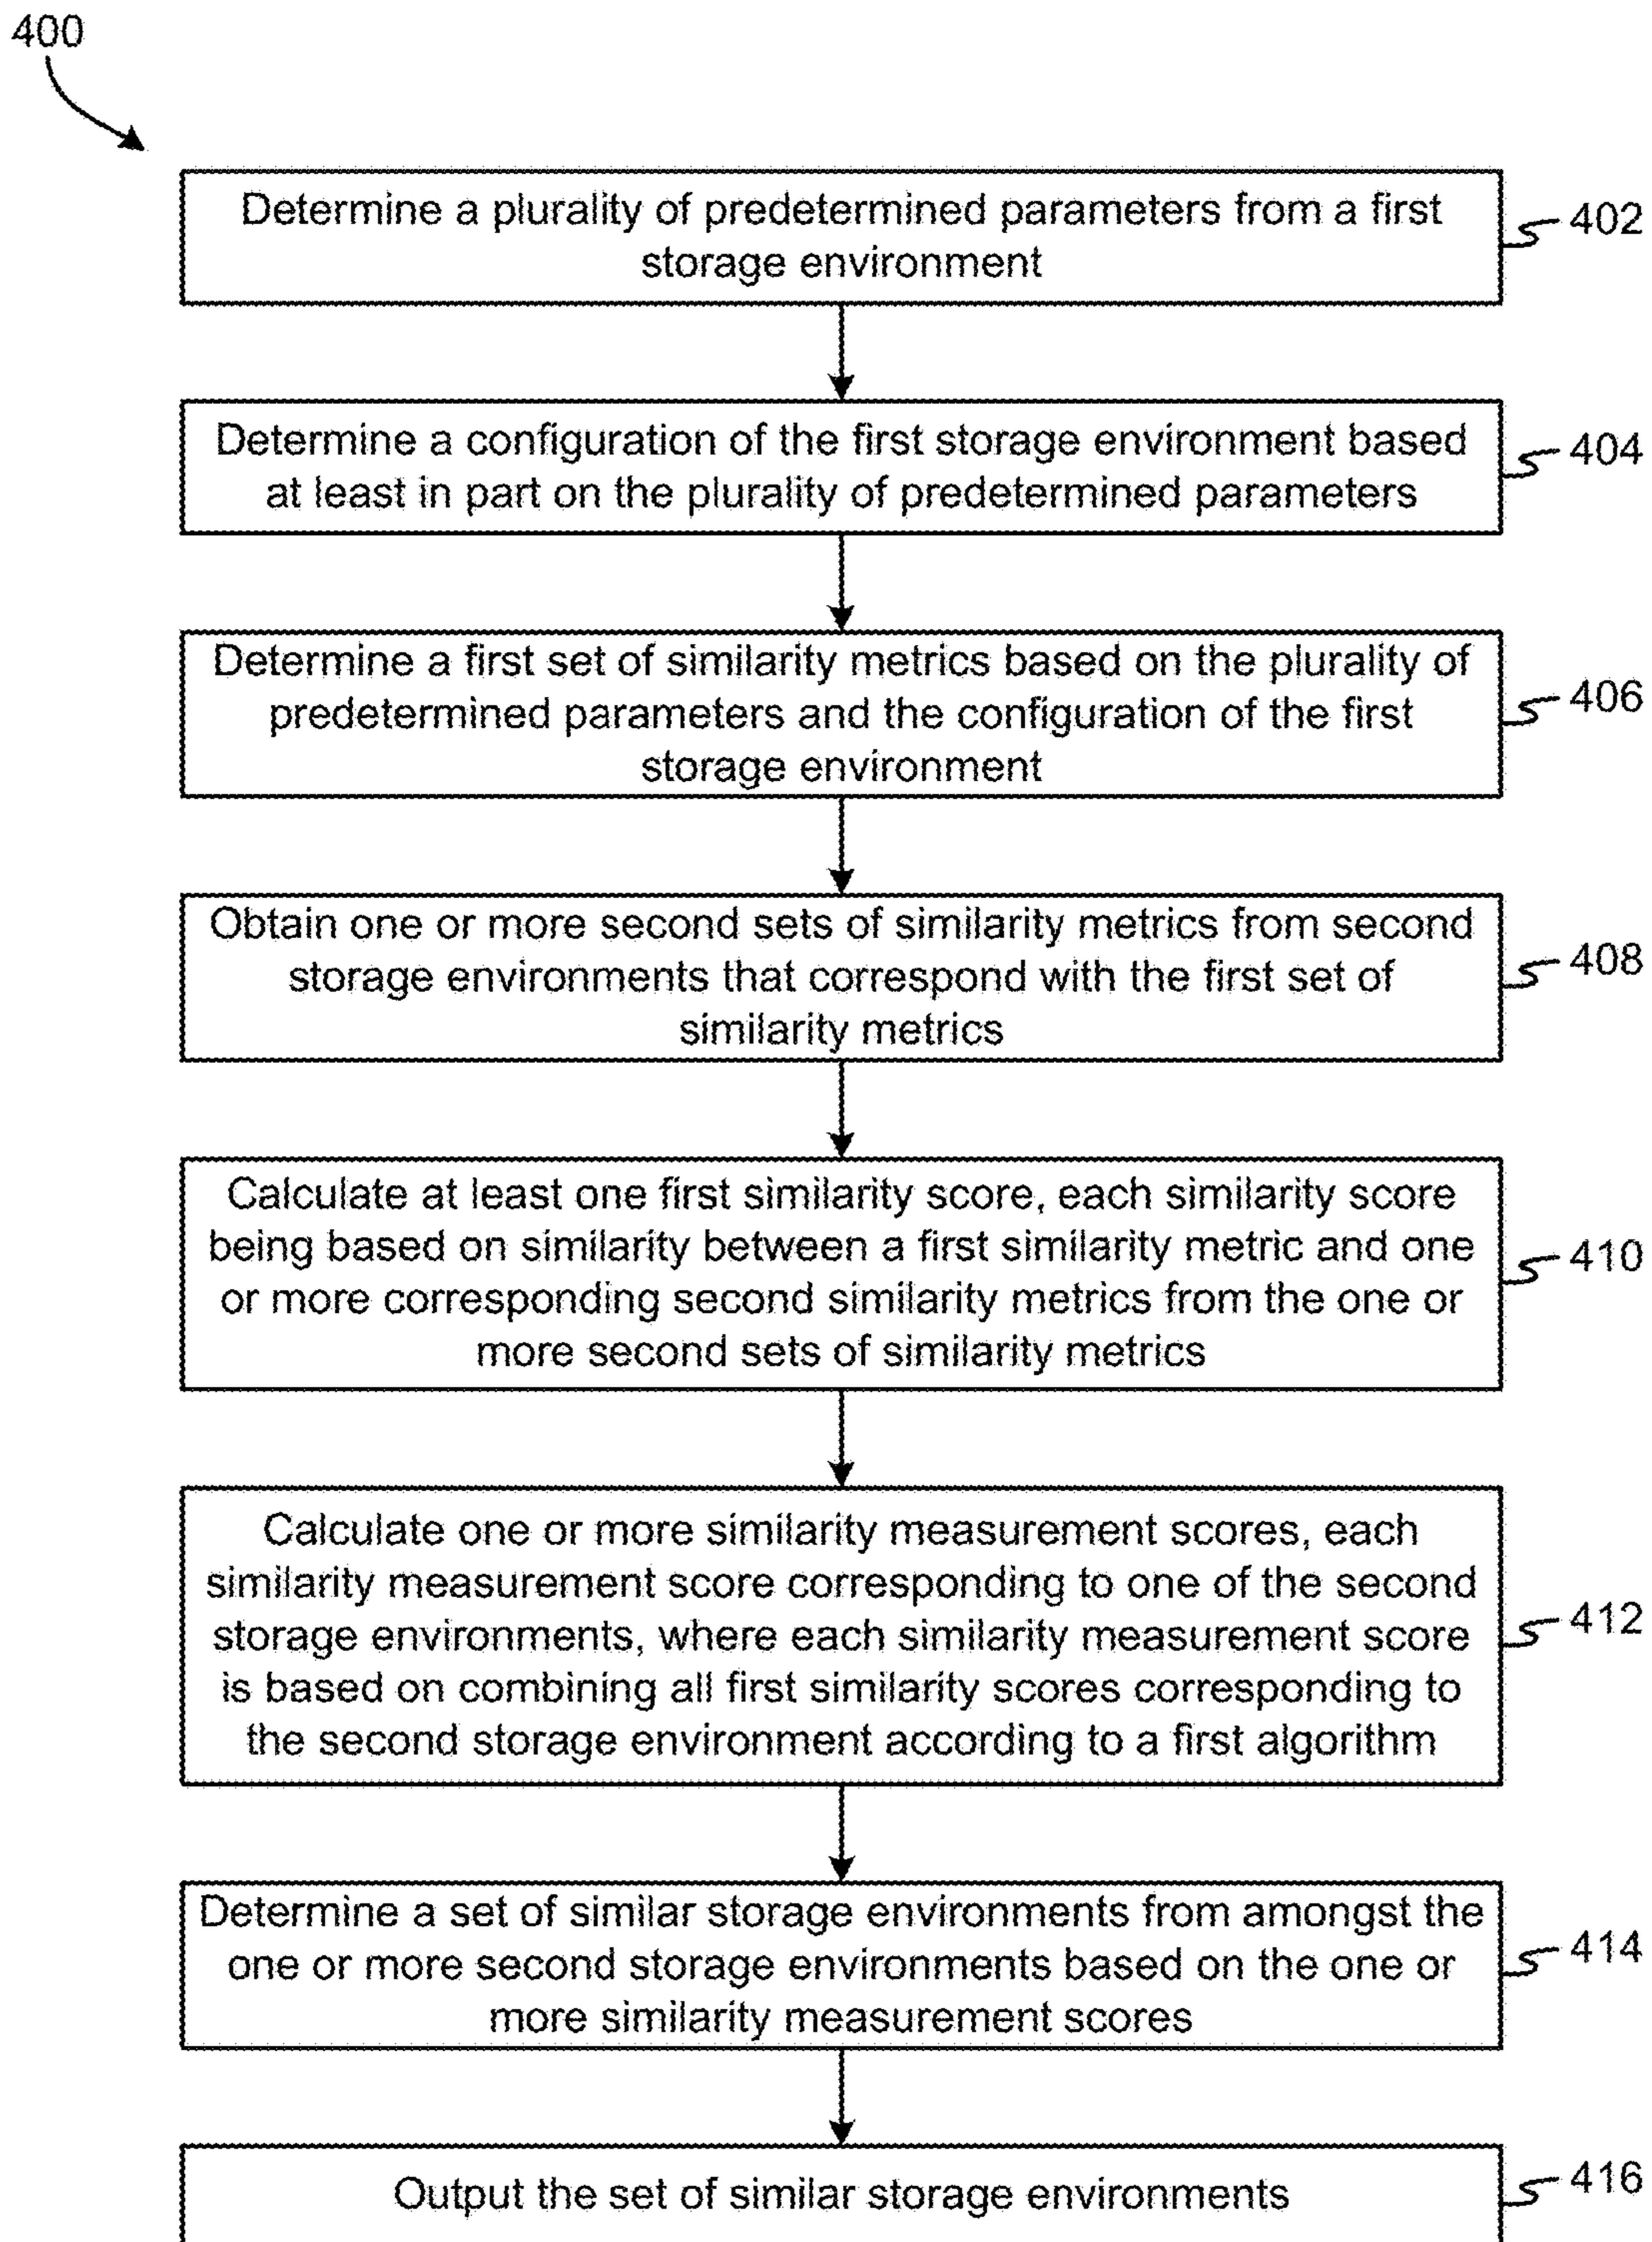 400
Determine a plurality of predetermined parameters from a first
storage environment
402
Determine a configuration of the first storage environment based
at least in part on the plurality of predetermined parameters
404
Determine a first set of similarity metrics based on the plurality of
predetermined parameters and the configuration of the first
storage environment
406
Obtain one or more second sets of similarity metrics from second
storage environments that correspond with the first set of
similarity metrics
408
Calculate at least one first similarity score, each similarity score
being based on similarity between a first similarity metric and one
or more corresponding second similarity metrics from the one or
more second sets of similarity metrics
410
Calculate one or more similarity measurement scores, each
similarity measurement score corresponding to one of the second
storage environments, where each similarity measurement score
is based on combining all first similarity scores corresponding to
the second storage environment according to a first algorithm
412
Determine a set of similar storage environments from amongst the
one or more second storage environments based on the one or
more similarity measurement scores
414
Output the set of similar storage environments
416